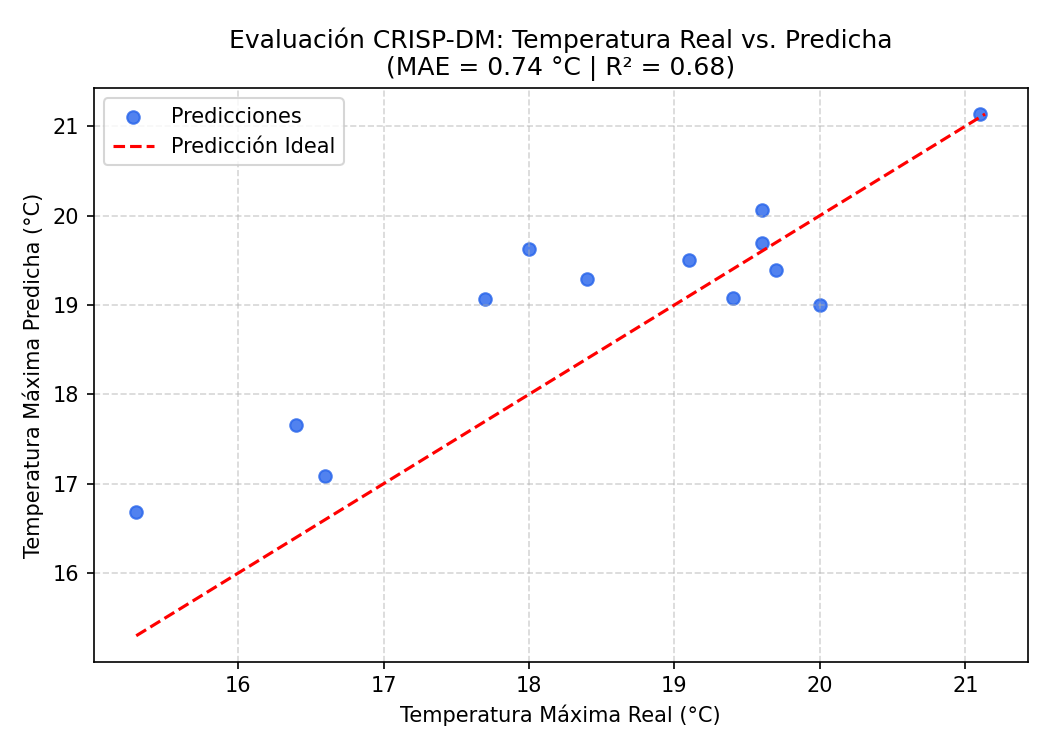 Evaluación CRISP-DM: Temperatura Real vs. Predicha
(MAE = 0.74 °C | R² = 0.68)
Predicciones
Predicción Ideal
Temperatura Máxima Predicha (°C)
21
20
19
18
17
16
16
17
18
19
20
21
Temperatura Máxima Real (°C)